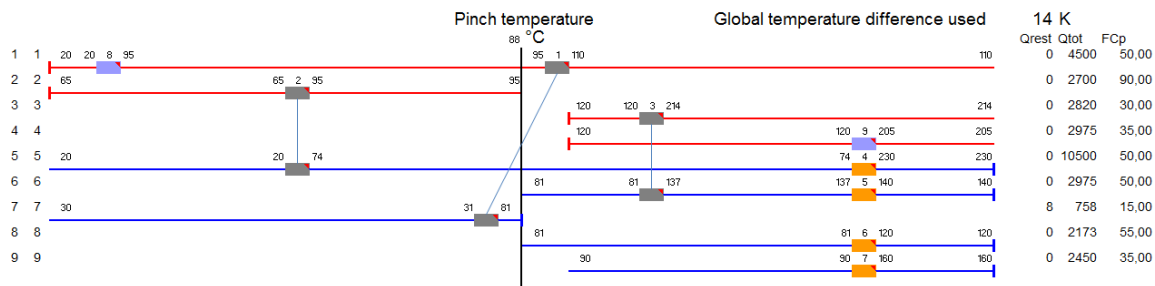 Pinch temperature Global temperature difference used 14 K
88 °C Qrest Qtot FCp
1 1 20 20 8 95 95 1 110 110 0 4500 50,00
2 2 65 65 2 95 95 0 2700 90,00
3 3 120 120 3 214 214 0 2820 30,00
4 4 120 120 9 205 205 0 2975 35,00
5 5 20 20 74 74 4 230 230 0 10500 50,00
6 6 81 81 137 137 5 140 140 0 2975 50,00
7 7 30 31 81 8 758 15,00
8 8 81 81 6 120 120 0 2173 55,00
9 9 90 90 7 160 160 0 2450 35,00